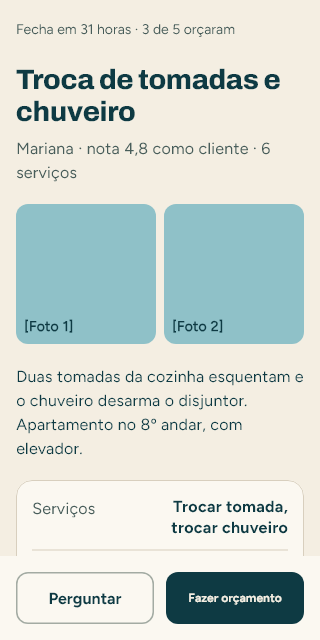 Fecha em 31 horas · 3 de 5 orçaram
Troca de tomadas e
chuveiro
Mariana · nota 4,8 como cliente · 6
serviços
[Foto 1]
[Foto 2]
Duas tomadas da cozinha esquentam e
o chuveiro desarma o disjuntor.
Apartamento no 8º andar, com
elevador.
Serviços
Trocar tomada,
trocar chuveiro
Perguntar
Fazer orçamento